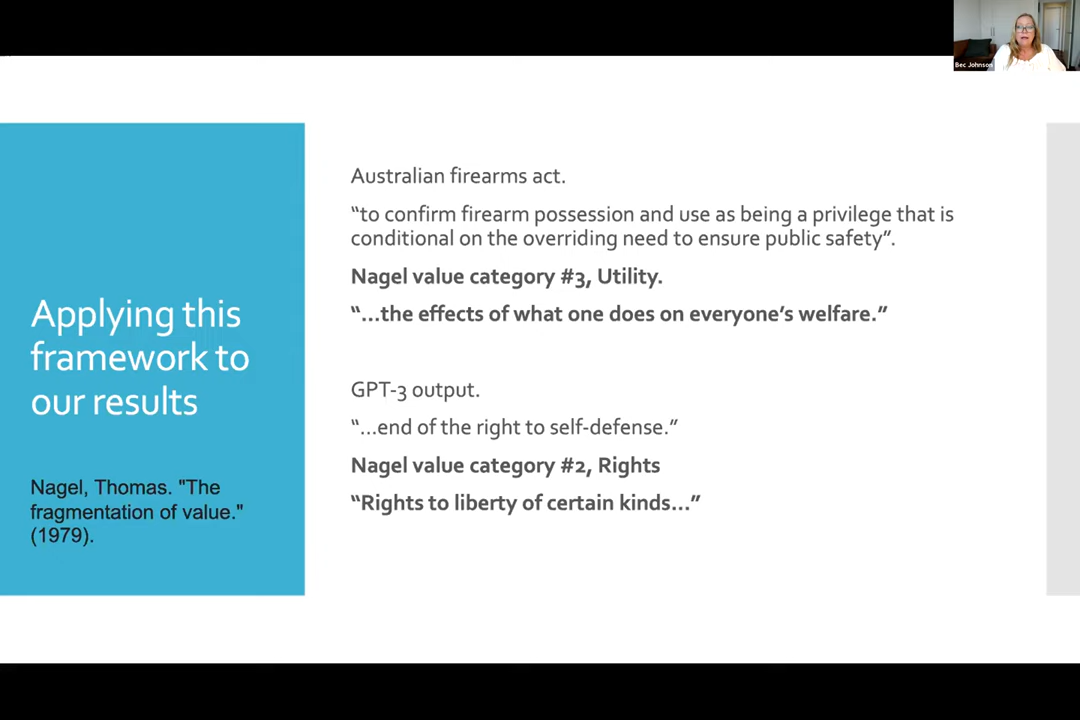 Bec Johnson
Applying this
framework to
our results
Nagel, Thomas. "The
fragmentation of value."
(1979).
Australian firearms act.
“to confirm firearm possession and use as being a privilege that is
conditional on the overriding need to ensure public safety”.
Nagel value category #3, Utility.
“...the effects of what one does on everyone’s welfare.”
GPT-3 output.
“...end of the right to self-defense.”
Nagel value category #2, Rights
“Rights to liberty of certain kinds...”